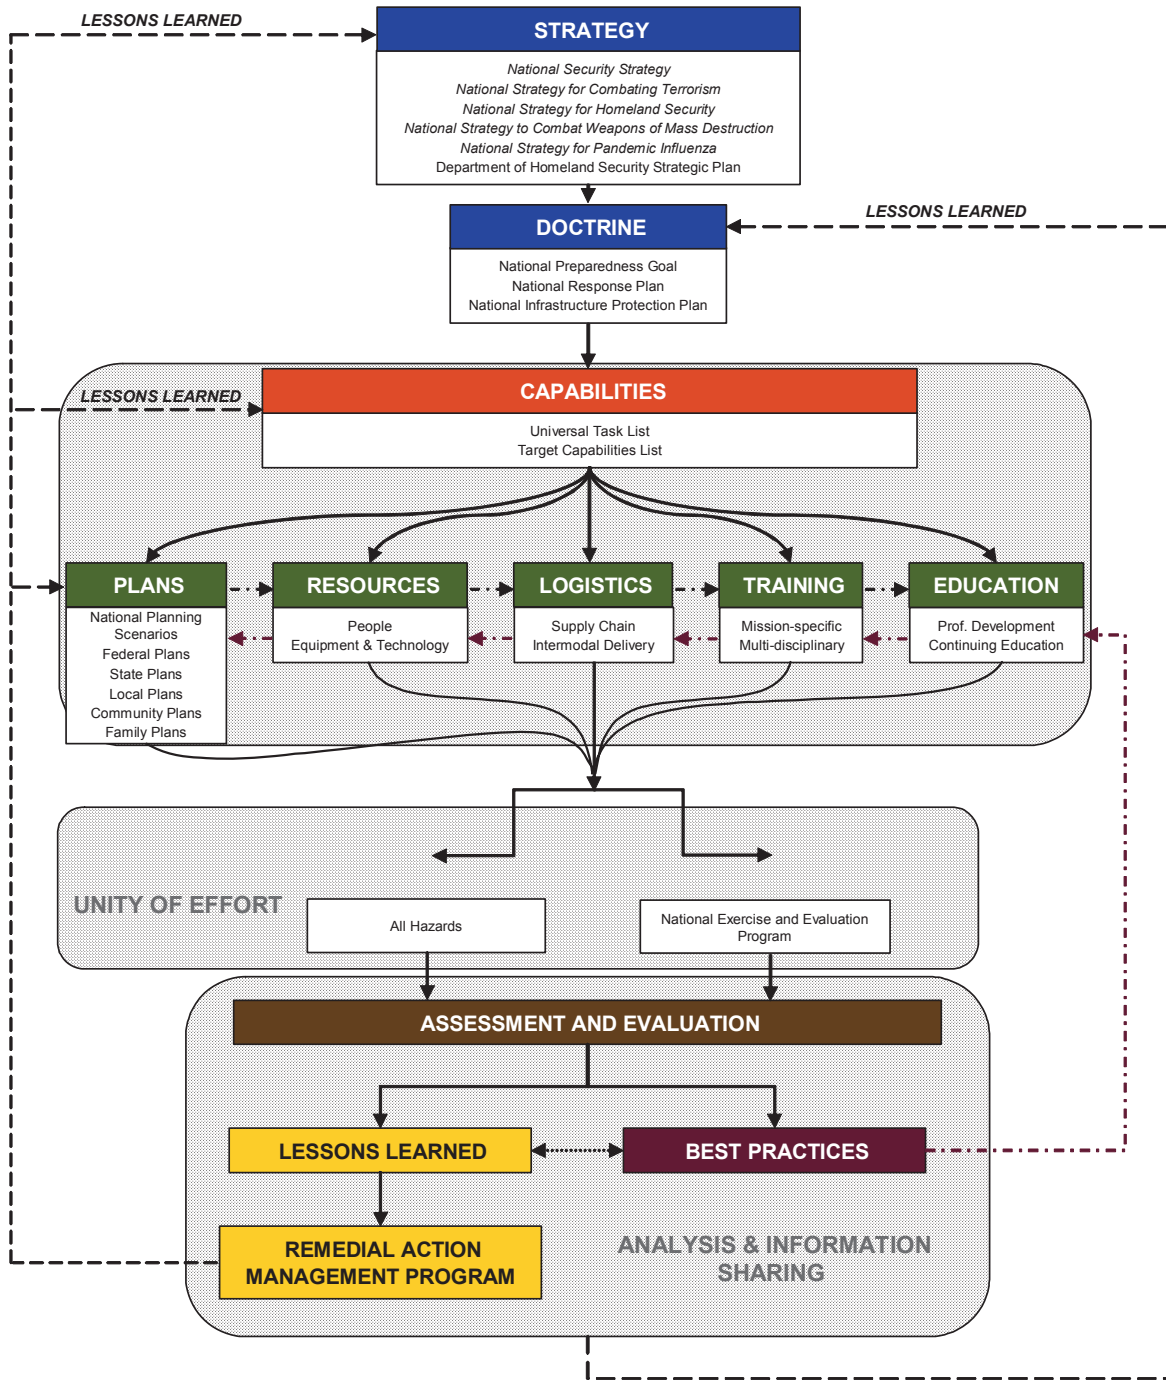 LESSONS LEARNED
STRATEGY
National Security Strategy
National Strategy for Combating Terrorism
National Strategy for Homeland Security
National Strategy to Combat Weapons of Mass Destruction
National Strategy for Pandemic Influenza
Department of Homeland Security Strategic Plan
LESSONS LEARNED
DOCTRINE
National Preparedness Goal
National Response Plan
National Infrastructure Protection Plan
LESSONS LEARNED
CAPABILITIES
Universal Task List
Target Capabilities List
PLANS
National Planning
Scenarios
Federal Plans
State Plans
Local Plans
Community Plans
Family Plans
RESOURCES
People
Equipment & Technology
LOGISTICS
Supply Chain
Intermodal Delivery
TRAINING
Mission-specific
Multi-disciplinary
EDUCATION
Prof. Development
Continuing Education
UNITY OF EFFORT
All Hazards
National Exercise and Evaluation
Program
ASSESSMENT AND EVALUATION
LESSONS LEARNED
BEST PRACTICES
REMEDIAL ACTION
MANAGEMENT PROGRAM
ANALYSIS & INFORMATION
SHARING